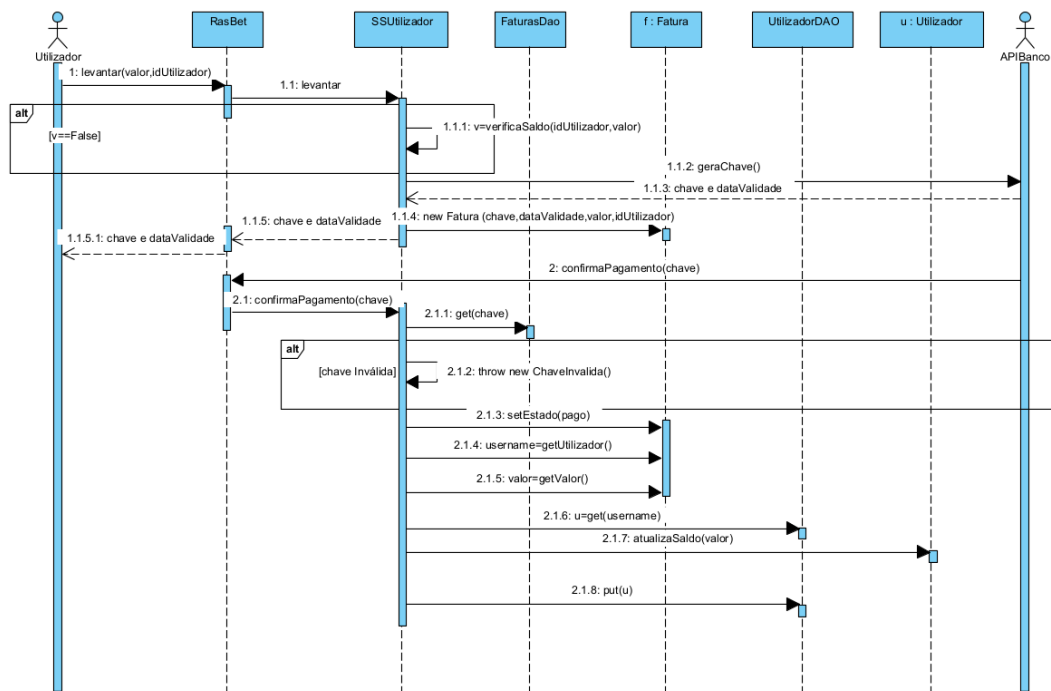 RasBet
SSUtilizador
FaturasDao
f : Fatura
UtilizadorDAO
u : Utilizador
Utilizador
APIBanco
1: levantar(valor,idUtilizador)
1.1: levantar
alt
[v==False]
1.1.1: v=verificaSaldo(idUtilizador,valor)
1.1.2: geraChave()
1.1.3: chave e dataValidade
1.1.4: new Fatura (chave,dataValidade,valor,idUtilizador)
1.1.5: chave e dataValidade
1.1.5.1: chave e dataValidade
2: confirmaPagamento(chave)
2.1: confirmaPagamento(chave)
2.1.1: get(chave)
alt
[chave Inválida]
2.1.2: throw new ChaveInvalida()
2.1.3: setEstado(pago)
2.1.4: username=getUtilizador()
2.1.5: valor=getValor()
2.1.6: u=get(username)
2.1.7: atualizaSaldo(valor)
2.1.8: put(u)